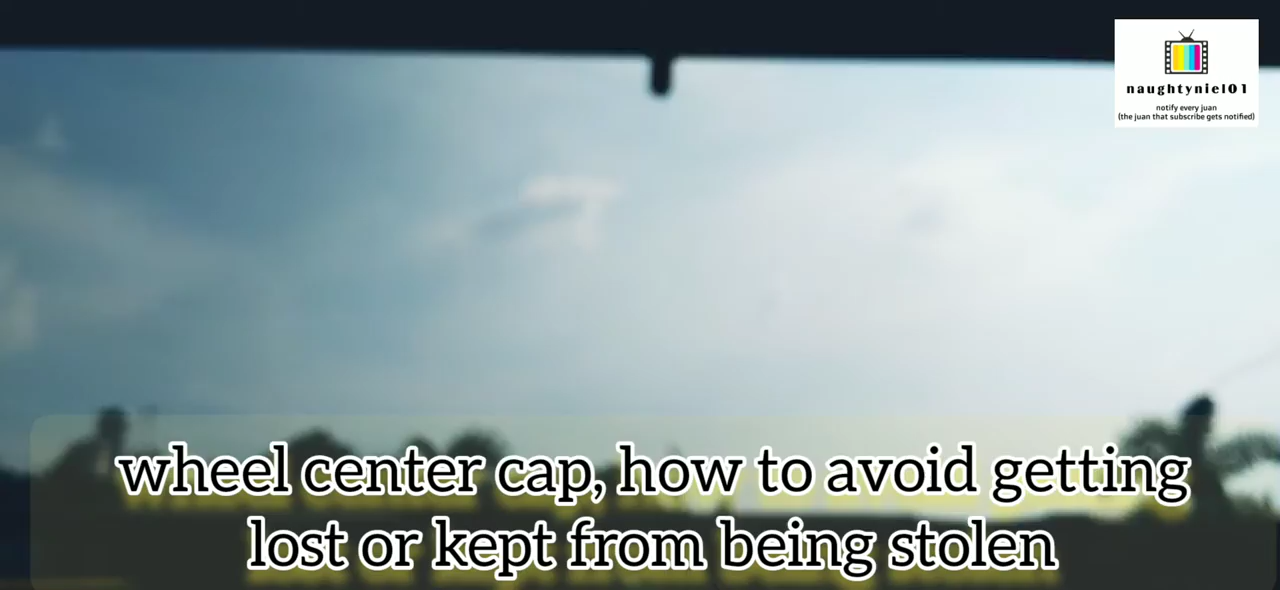 naughtyniel01
notify every juan
(the juan that subscribe gets notified)
wheel center cap, how to avoid getting
lost or kept from being stolen